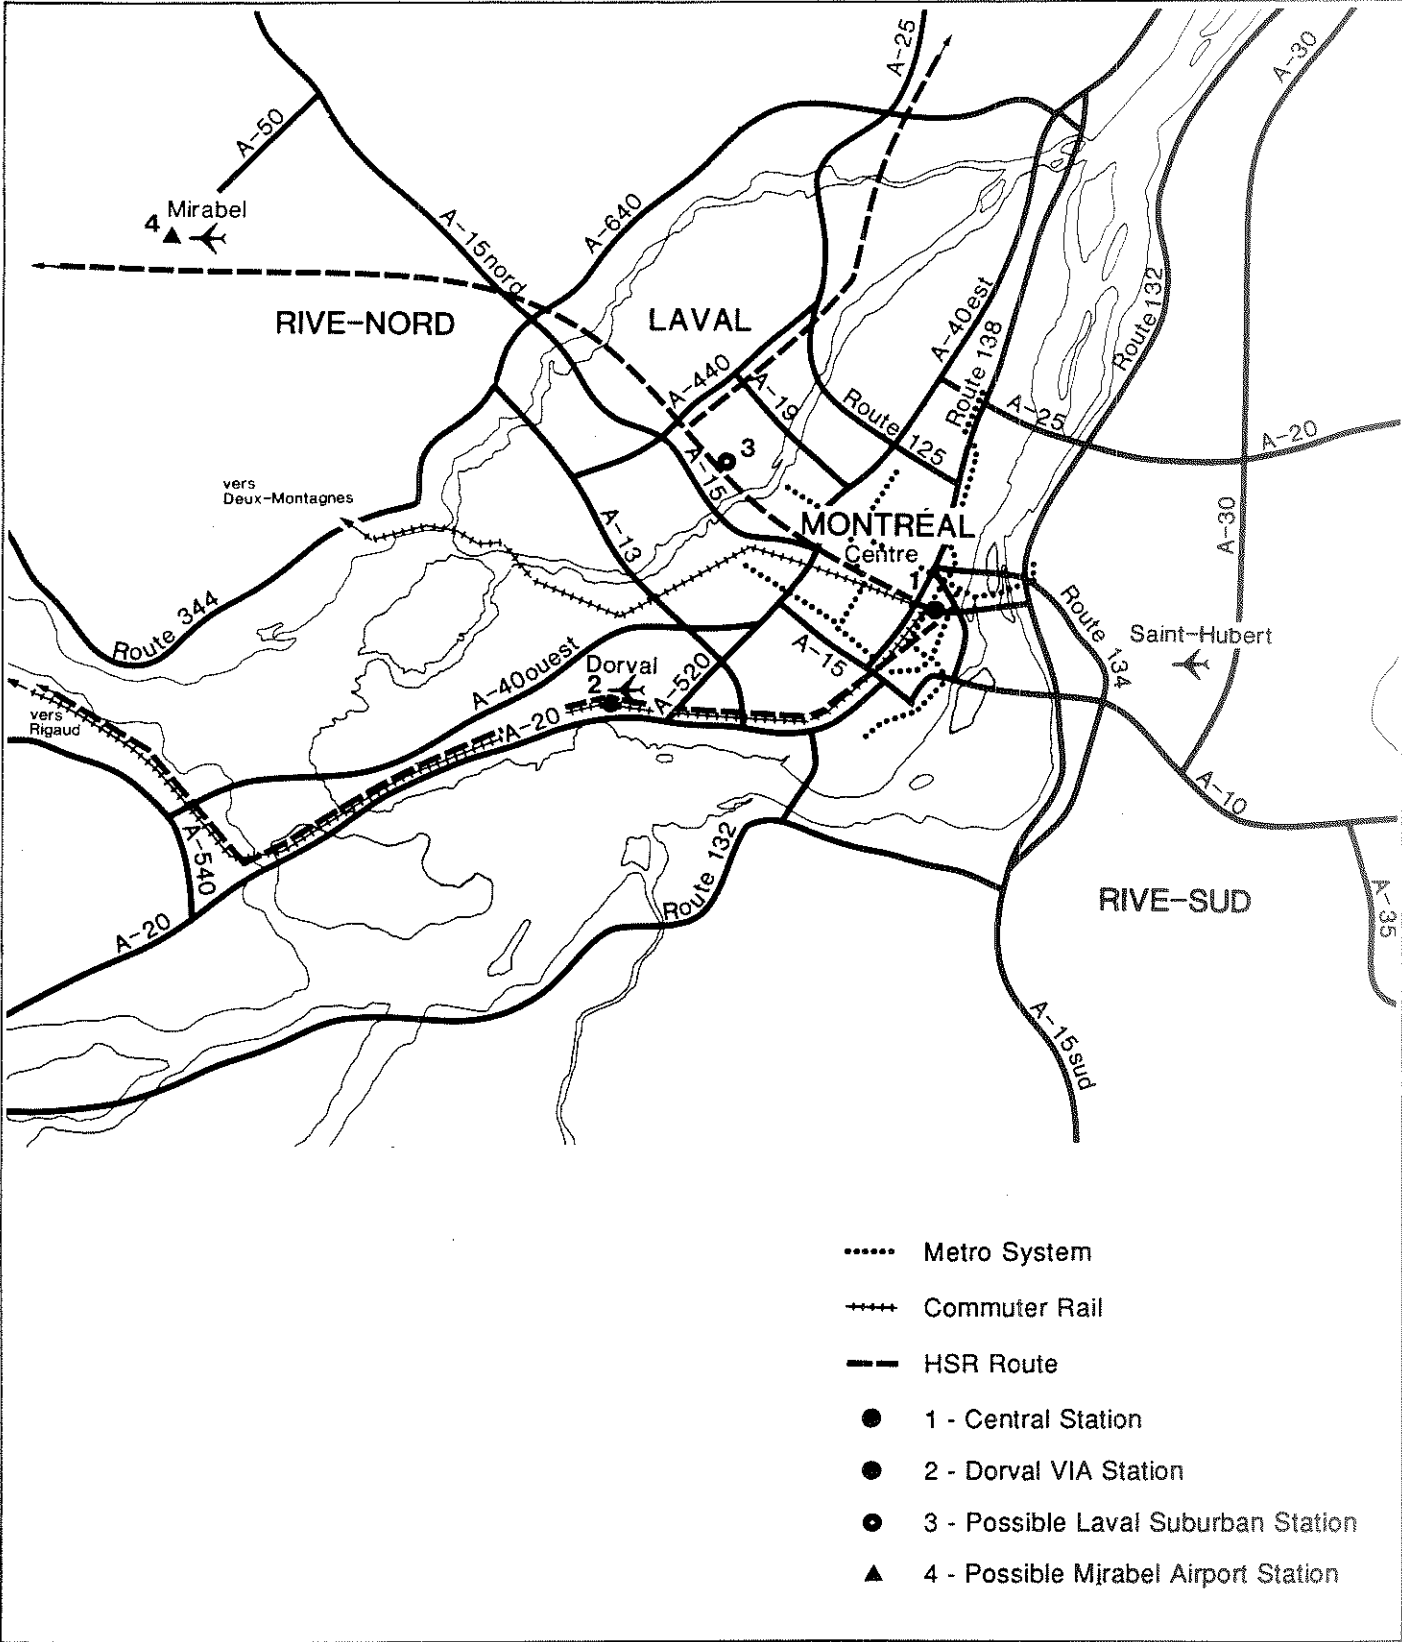 A-25
A-30
A-50
Mirabel
4
A-640
A-15nord
RIVE-NORD
LAVAL
A-40est
Route 138
Route 132
A-440
A-19
Route 125
A-25
A-20
3
A-15
vers
Deux-Montagnes
A-13
MONTRÉAL
Centre
1
A-30
Route 344
Route 134
Saint-Hubert
A-15
A-40ouest
Dorval
2
A-520
A-20
vers
Rigaud
A-10
A-540
Route 132
A-20
RIVE-SUD
A-35
A-15sud
Metro System
Commuter Rail
HSR Route
1 - Central Station
2 - Dorval VIA Station
3 - Possible Laval Suburban Station
4 - Possible Mirabel Airport Station